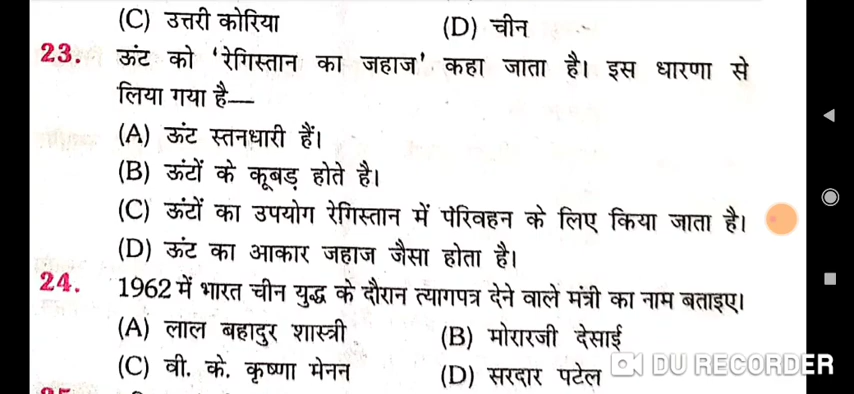 (C) उत्तरी कोरिया (D) चीन
23. ऊंट को ‘रेगिस्तान का जहाज’ कहा जाता है। इस धारणा से
लिया गया है—
(A) ऊंट स्तनधारी हैं।
(B) ऊंटों के कूबड़ होते है।
(C) ऊंटों का उपयोग रेगिस्तान में परिवहन के लिए किया जाता है।
(D) ऊंट का आकार जहाज जैसा होता है।
24. 1962 में भारत चीन युद्ध के दौरान त्यागपत्र देने वाले मंत्री का नाम बताइए।
(A) लाल बहादुर शास्त्री (B) मोरारजी देसाई
(C) वी. के. कृष्णा मेनन (D) सरदार पटेल
DU RECORDER